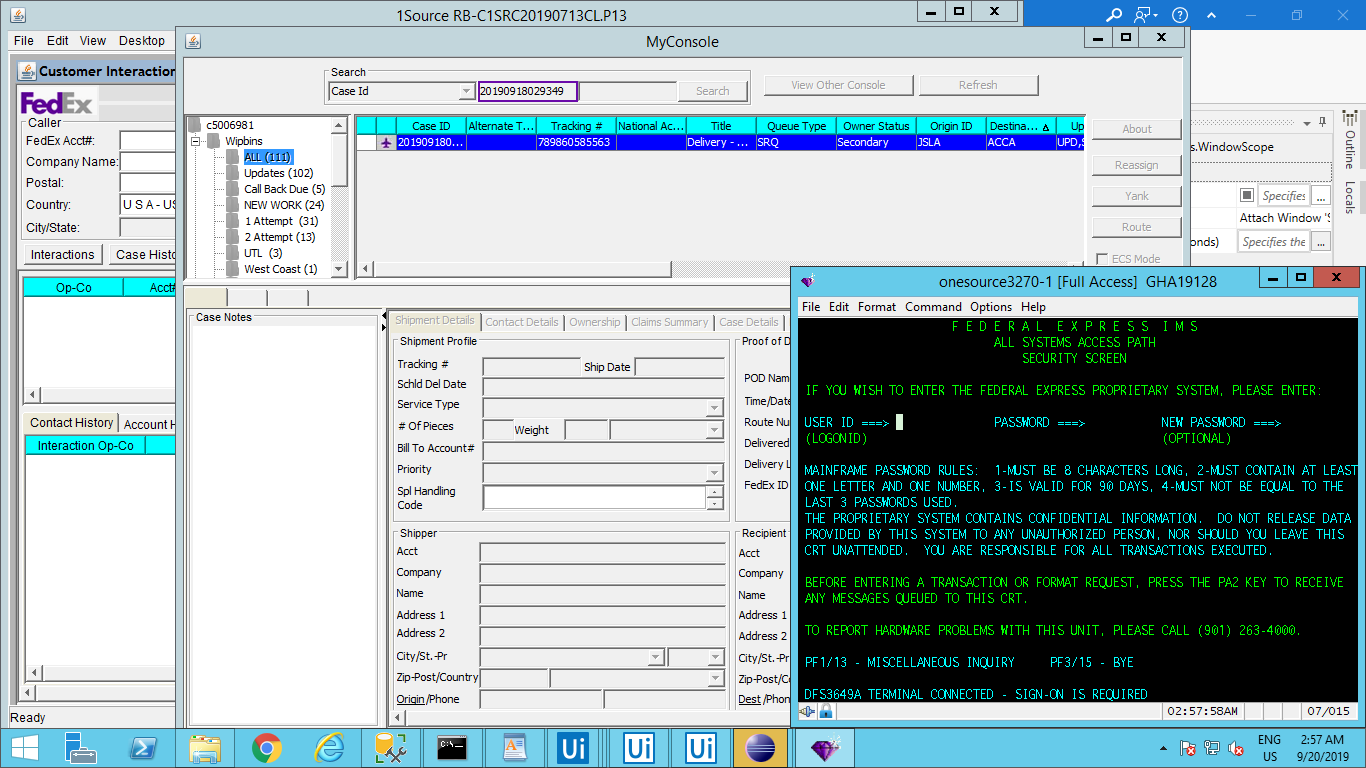 1Source RB-C1SRC20190713CL.P13
File Edit View Desktop
Customer Interaction
FedEx
Caller
FedEx Acct#:
Company Name:
Postal:
Country: U S A - US
City/State:
Interactions Case Histo
Op-Co Acct#
Contact History Account H
Interaction Op-Co
Ready
MyConsole
Search
Case Id 20190918029349 Search View Other Console Refresh
c5006981
Wipbins
ALL (111)
Updates (102)
Call Back Due (5)
NEW WORK (24)
1 Attempt (31)
2 Attempt (13)
UTL (3)
West Coast (1)
Case ID Alternate T... Tracking # National Ac... Title Queue Type Owner Status Origin ID Destina... Up
201909180... 789860585563 Delivery - ... SRQ Secondary JSLA ACCA UPD,S
About
Reassign
Yank
Route
ECS Mode
Case Notes
Shipment Details Contact Details Ownership Claims Summary Case Details
Shipment Profile
Tracking # Ship Date
Schld Del Date
Service Type
# Of Pieces Weight
Bill To Account#
Priority
Spl Handling
Code
Proof of D
POD Nam
Time/Date
Route Nu
Delivered
Delivery L
FedEx ID
Shipper
Acct
Company
Name
Address 1
Address 2
City/St.-Pr
Zip-Post/Country
Origin/Phone
Recipient
Acct
Company
Name
Address 1
Address 2
City/St.-Pr
Zip-Post/
Dest /Phon
s.WindowScope
Specifies ...
Attach Window 'S
onds) Specifies the ...
Outline
Locals
onesource3270-1 [Full Access] GHA19128
File Edit Format Command Options Help
F E D E R A L  E X P R E S S  I M S
ALL SYSTEMS ACCESS PATH
SECURITY SCREEN
IF YOU WISH TO ENTER THE FEDERAL EXPRESS PROPRIETARY SYSTEM, PLEASE ENTER:
USER ID ===> PASSWORD ===> NEW PASSWORD ===>
(LOGONID) (OPTIONAL)
MAINFRAME PASSWORD RULES: 1-MUST BE 8 CHARACTERS LONG, 2-MUST CONTAIN AT LEAST
ONE LETTER AND ONE NUMBER, 3-IS VALID FOR 90 DAYS, 4-MUST NOT BE EQUAL TO THE
LAST 3 PASSWORDS USED.
THE PROPRIETARY SYSTEM CONTAINS CONFIDENTIAL INFORMATION. DO NOT RELEASE DATA
PROVIDED BY THIS SYSTEM TO ANY UNAUTHORIZED PERSON, NOR SHOULD YOU LEAVE THIS
CRT UNATTENDED. YOU ARE RESPONSIBLE FOR ALL TRANSACTIONS EXECUTED.
BEFORE ENTERING A TRANSACTION OR FORMAT REQUEST, PRESS THE PA2 KEY TO RECEIVE
ANY MESSAGES QUEUED TO THIS CRT.
TO REPORT HARDWARE PROBLEMS WITH THIS UNIT, PLEASE CALL (901) 263-4000.
PF1/13 - MISCELLANEOUS INQUIRY PF3/15 - BYE
DFS3649A TERMINAL CONNECTED - SIGN-ON IS REQUIRED
02:57:58AM 07/015
Ui Ui Ui
ENG 2:57 AM
US 9/20/2019